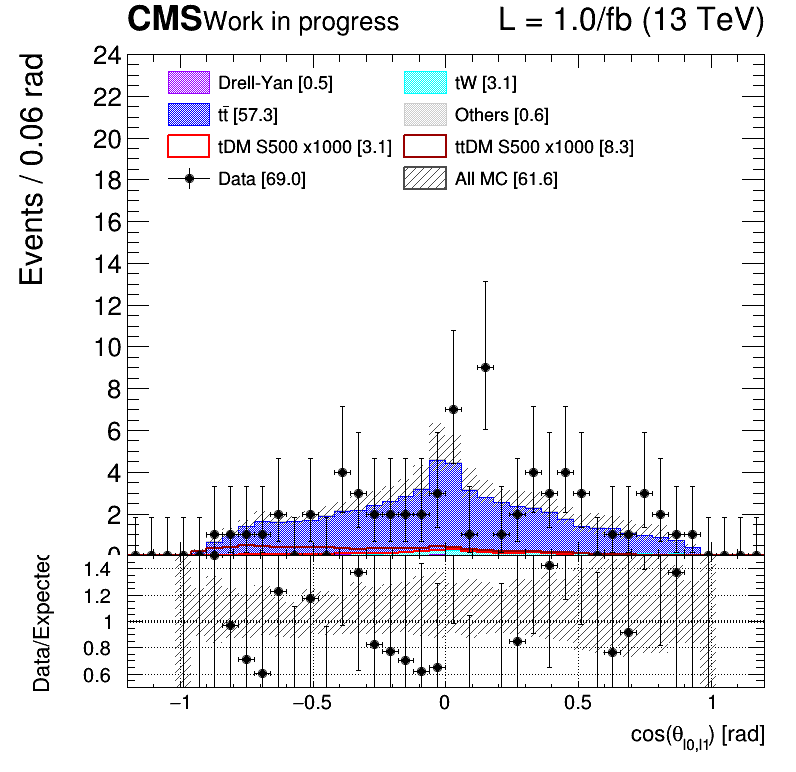 CMS Work in progress L = 1.0/fb (13 TeV)
Events / 0.06 rad
24
22
20
18
16
14
12
10
8
6
4
2
0
Drell-Yan [0.5] tW [3.1]
tt̄ [57.3] Others [0.6]
tDM S500 x1000 [3.1] ttDM S500 x1000 [8.3]
Data [69.0] All MC [61.6]
Data/Expected
1.4
1.2
1
0.8
0.6
−1 −0.5 0 0.5 1
cos(θl0,l1) [rad]